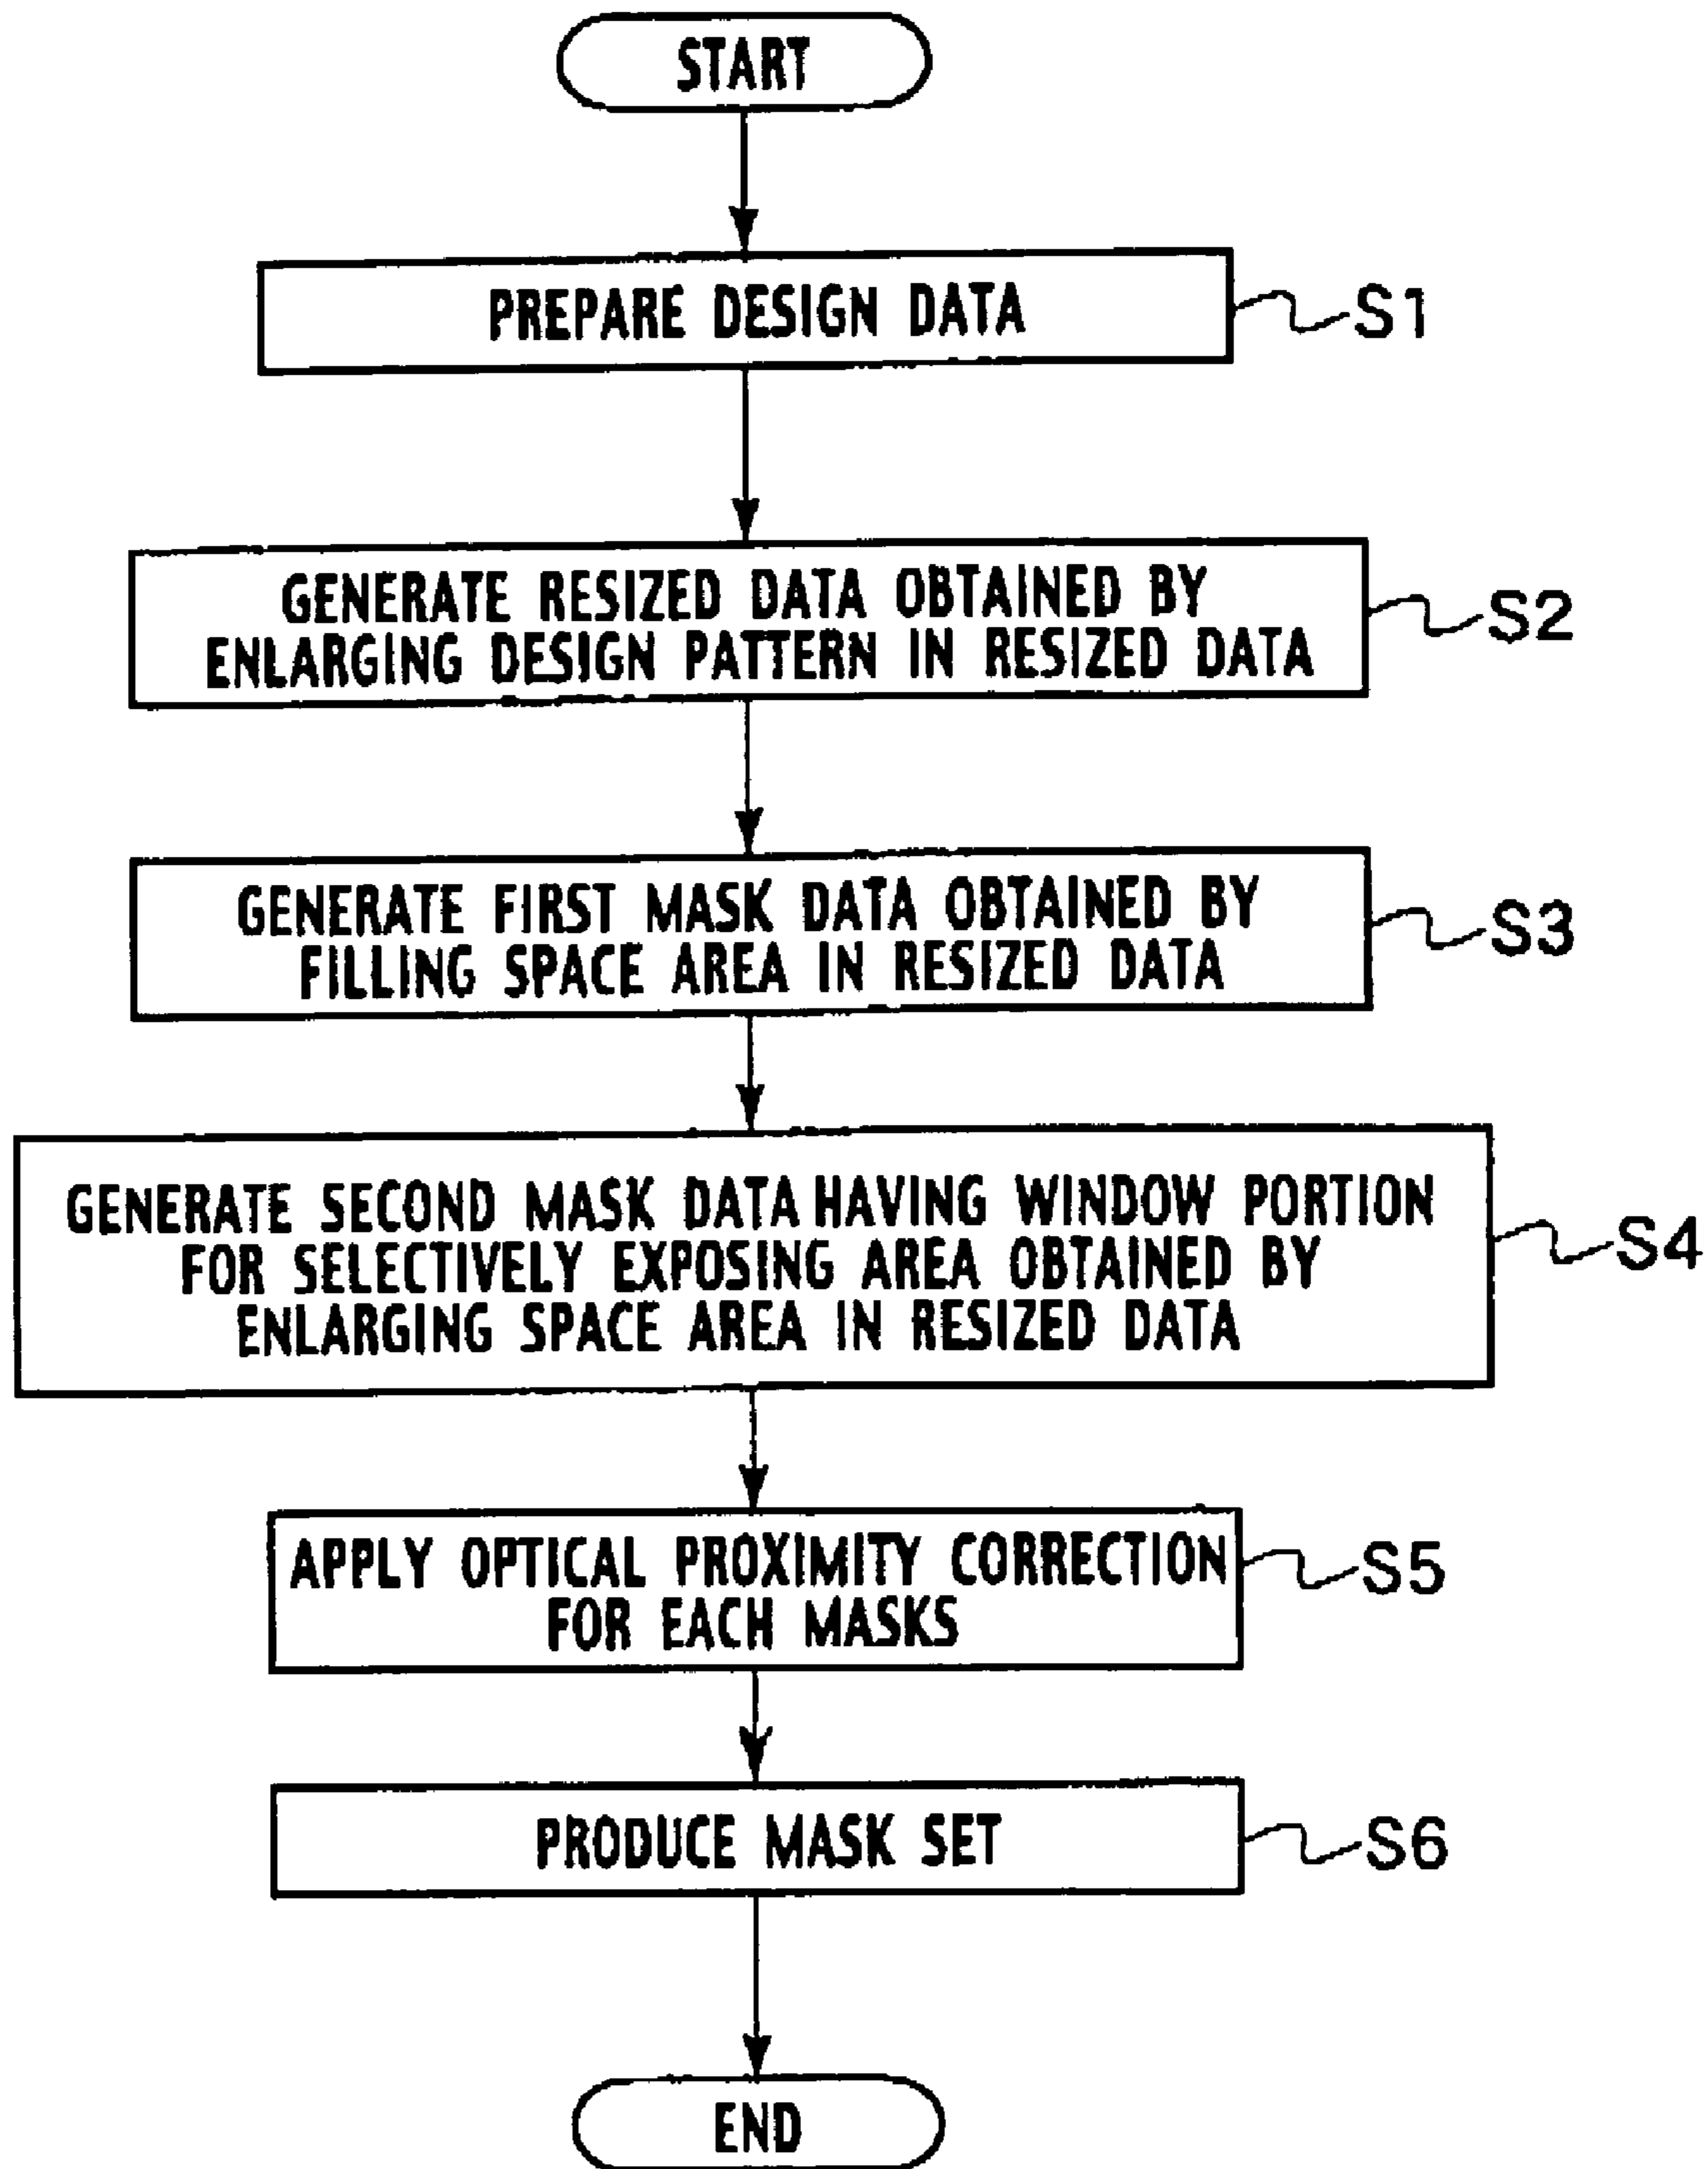 START
PREPARE DESIGN DATA
S1
GENERATE RESIZED DATA OBTAINED BY
ENLARGING DESIGN PATTERN IN RESIZED DATA
S2
GENERATE FIRST MASK DATA OBTAINED BY
FILLING SPACE AREA IN RESIZED DATA
S3
GENERATE SECOND MASK DATA HAVING WINDOW PORTION
FOR SELECTIVELY EXPOSING AREA OBTAINED BY
ENLARGING SPACE AREA IN RESIZED DATA
S4
APPLY OPTICAL PROXIMITY CORRECTION
FOR EACH MASKS
S5
PRODUCE MASK SET
S6
END